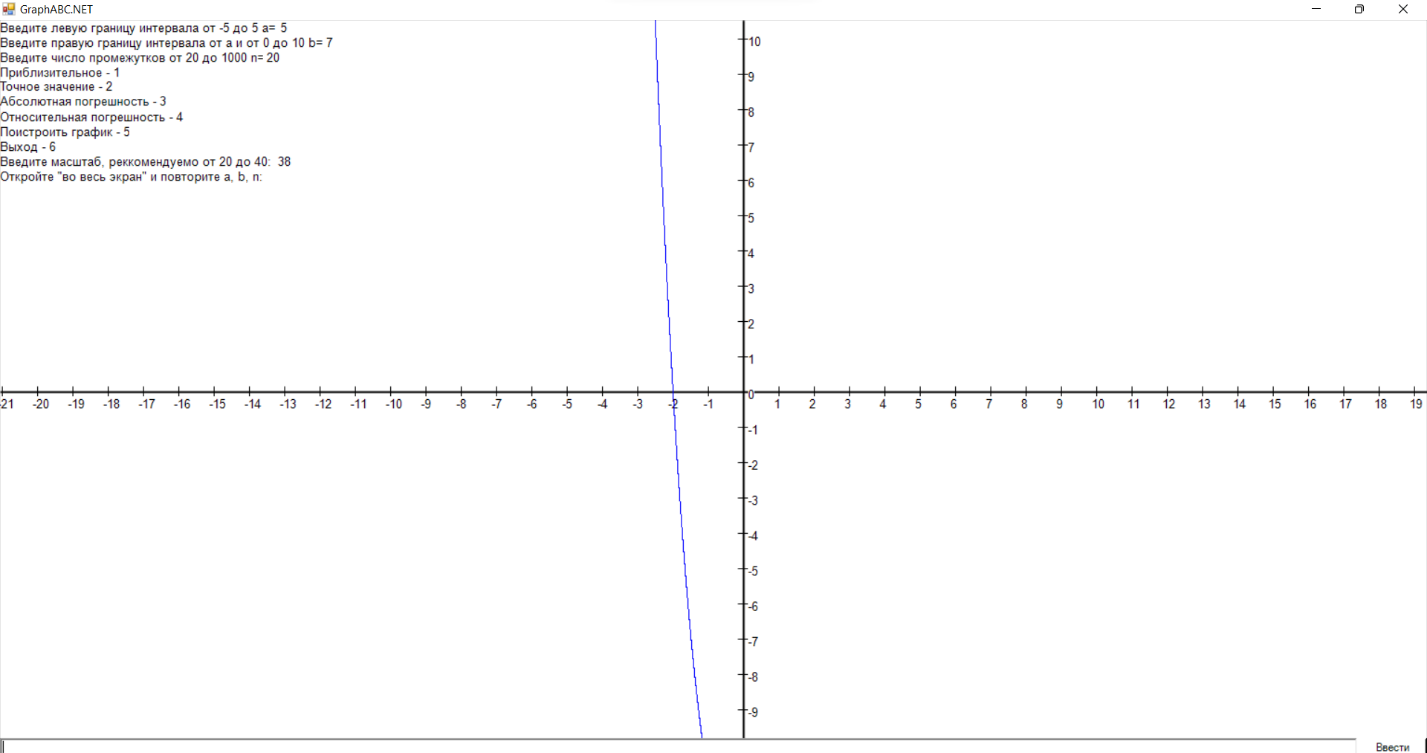 GraphABC.NET
Введите левую границу интервала от -5 до 5 a= 5
Введите правую границу интервала от a и от 0 до 10 b= 7
Введите число промежутков от 20 до 1000 n= 20
Приблизительное - 1
Точное значение - 2
Абсолютная погрешность - 3
Относительная погрешность - 4
Поистроить график - 5
Выход - 6
Введите масштаб, реккомендуемо от 20 до 40: 38
Откройте "во весь экран" и повторите a, b, n:
10
9
8
7
6
5
4
3
2
1
0
21 -20 -19 -18 -17 -16 -15 -14 -13 -12 -11 -10 -9 -8 -7 -6 -5 -4 -3 -2 -1 1 2 3 4 5 6 7 8 9 10 11 12 13 14 15 16 17 18 19
-1
-2
-3
-4
-5
-6
-7
-8
-9
Ввести